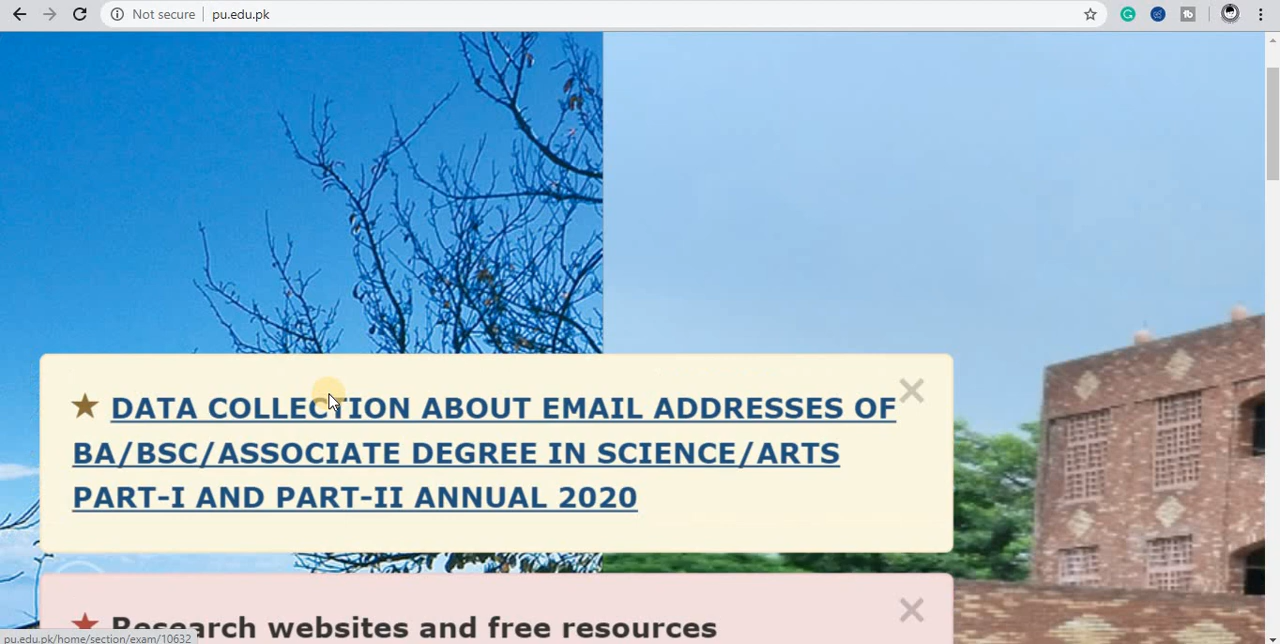 Not secure
pu.edu.pk
★ DATA COLLECTION ABOUT EMAIL ADDRESSES OF
BA/BSC/ASSOCIATE DEGREE IN SCIENCE/ARTS
PART-I AND PART-II ANNUAL 2020
★ Research websites and free resources
pu.edu.pk/home/section/exam/10632